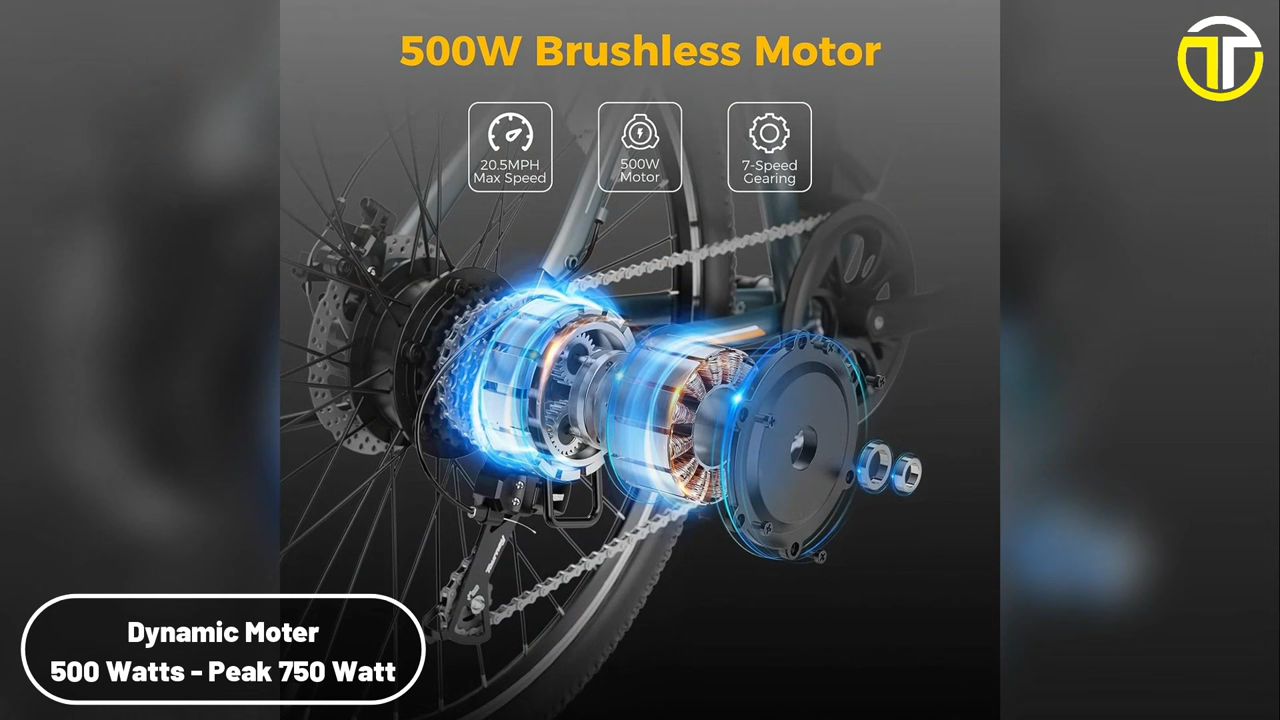 500W Brushless Motor
20.5MPH
Max Speed
500W
Motor
7-Speed
Gearing
Dynamic Moter
500 Watts - Peak 750 Watt